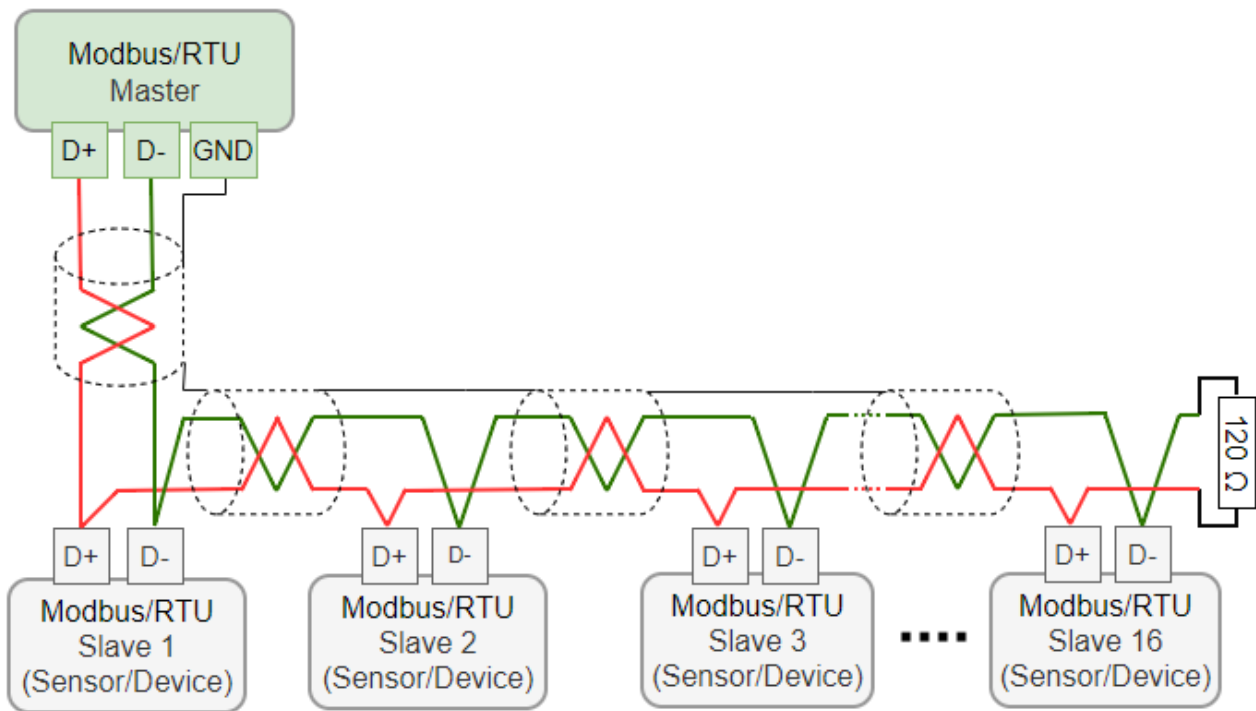 Modbus/RTU
Master
D+ D- GND
120 Ω
D+ D- D+ D- D+ D- D+ D-
Modbus/RTU
Slave 1
(Sensor/Device)
Modbus/RTU
Slave 2
(Sensor/Device)
Modbus/RTU
Slave 3
(Sensor/Device)
Modbus/RTU
Slave 16
(Sensor/Device)